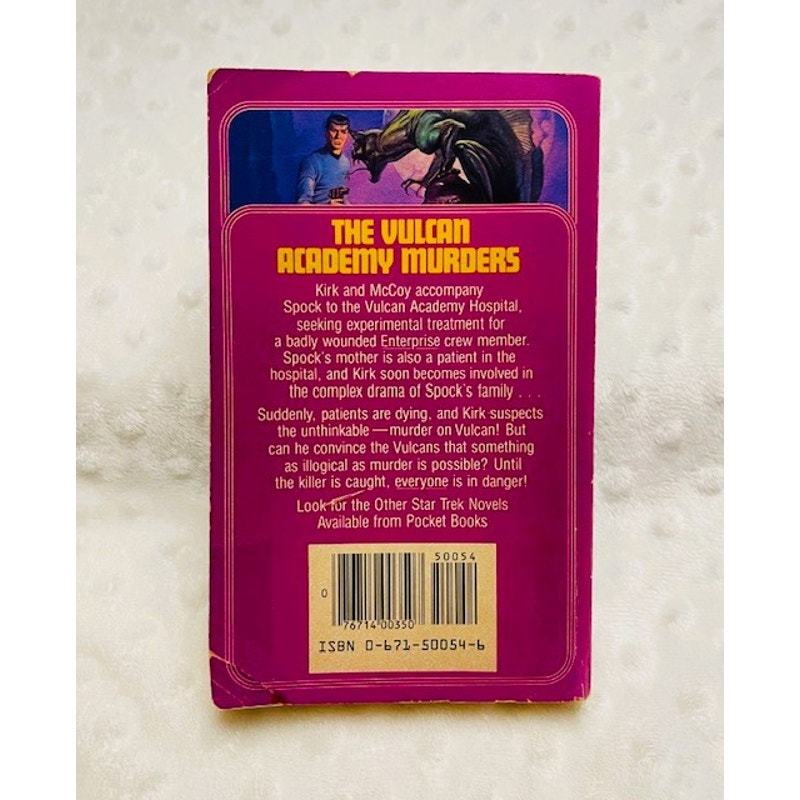 THE VULCAN
ACADEMY MURDERS
Kirk and McCoy accompany
Spock to the Vulcan Academy Hospital,
seeking experimental treatment for
a badly wounded Enterprise crew member.
Spock's mother is also a patient in the
hospital, and Kirk soon becomes involved in
the complex drama of Spock's family . . .
Suddenly, patients are dying, and Kirk suspects
the unthinkable—murder on Vulcan! But
can he convince the Vulcans that something
as illogical as murder is possible? Until
the killer is caught, everyone is in danger!
Look for the Other Star Trek Novels
Available from Pocket Books
50054
0
76714 00350
ISBN 0-671-50054-6